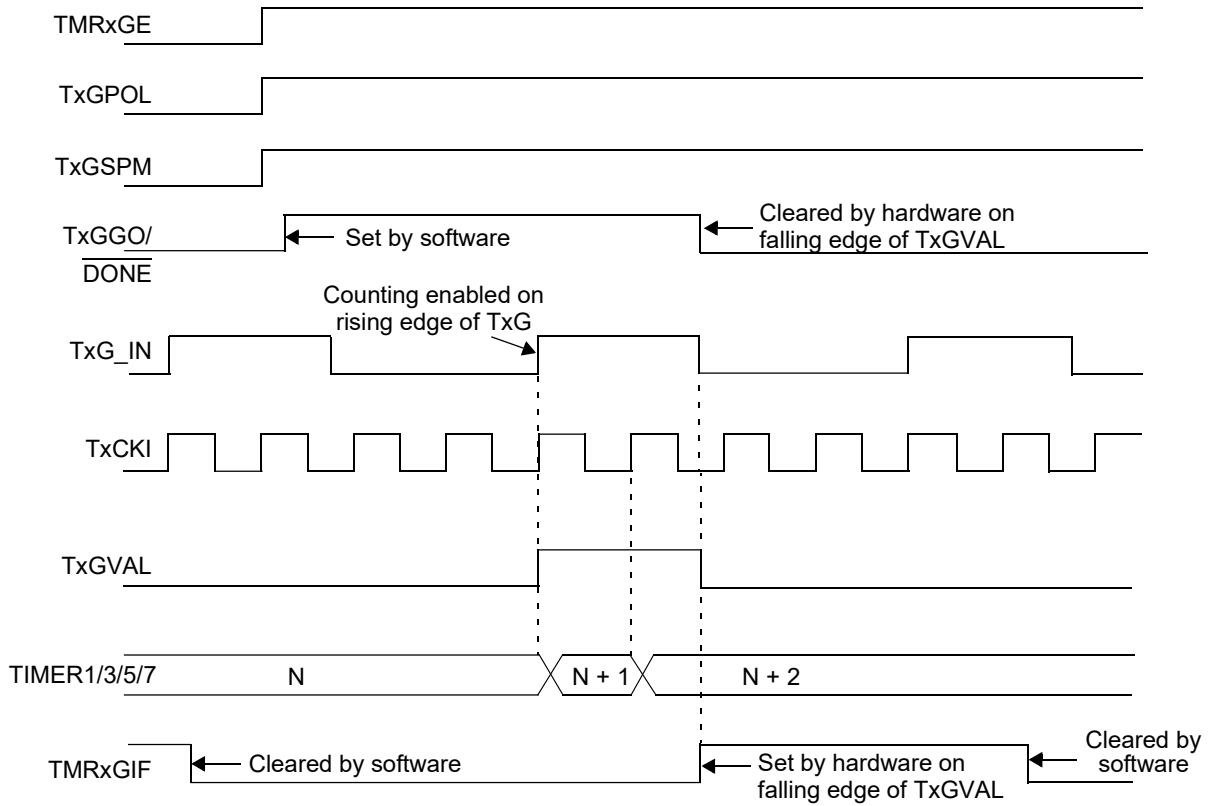 TMRxGE
TxGPOL
TxGSPM
TxGGO/
DONE
Set by software
Cleared by hardware on
falling edge of TxGVAL
Counting enabled on
rising edge of TxG
TxG_IN
TxCKI
TxGVAL
TIMER1/3/5/7
N
N + 1
N + 2
TMRxGIF
Cleared by software
Set by hardware on
falling edge of TxGVAL
Cleared by
software